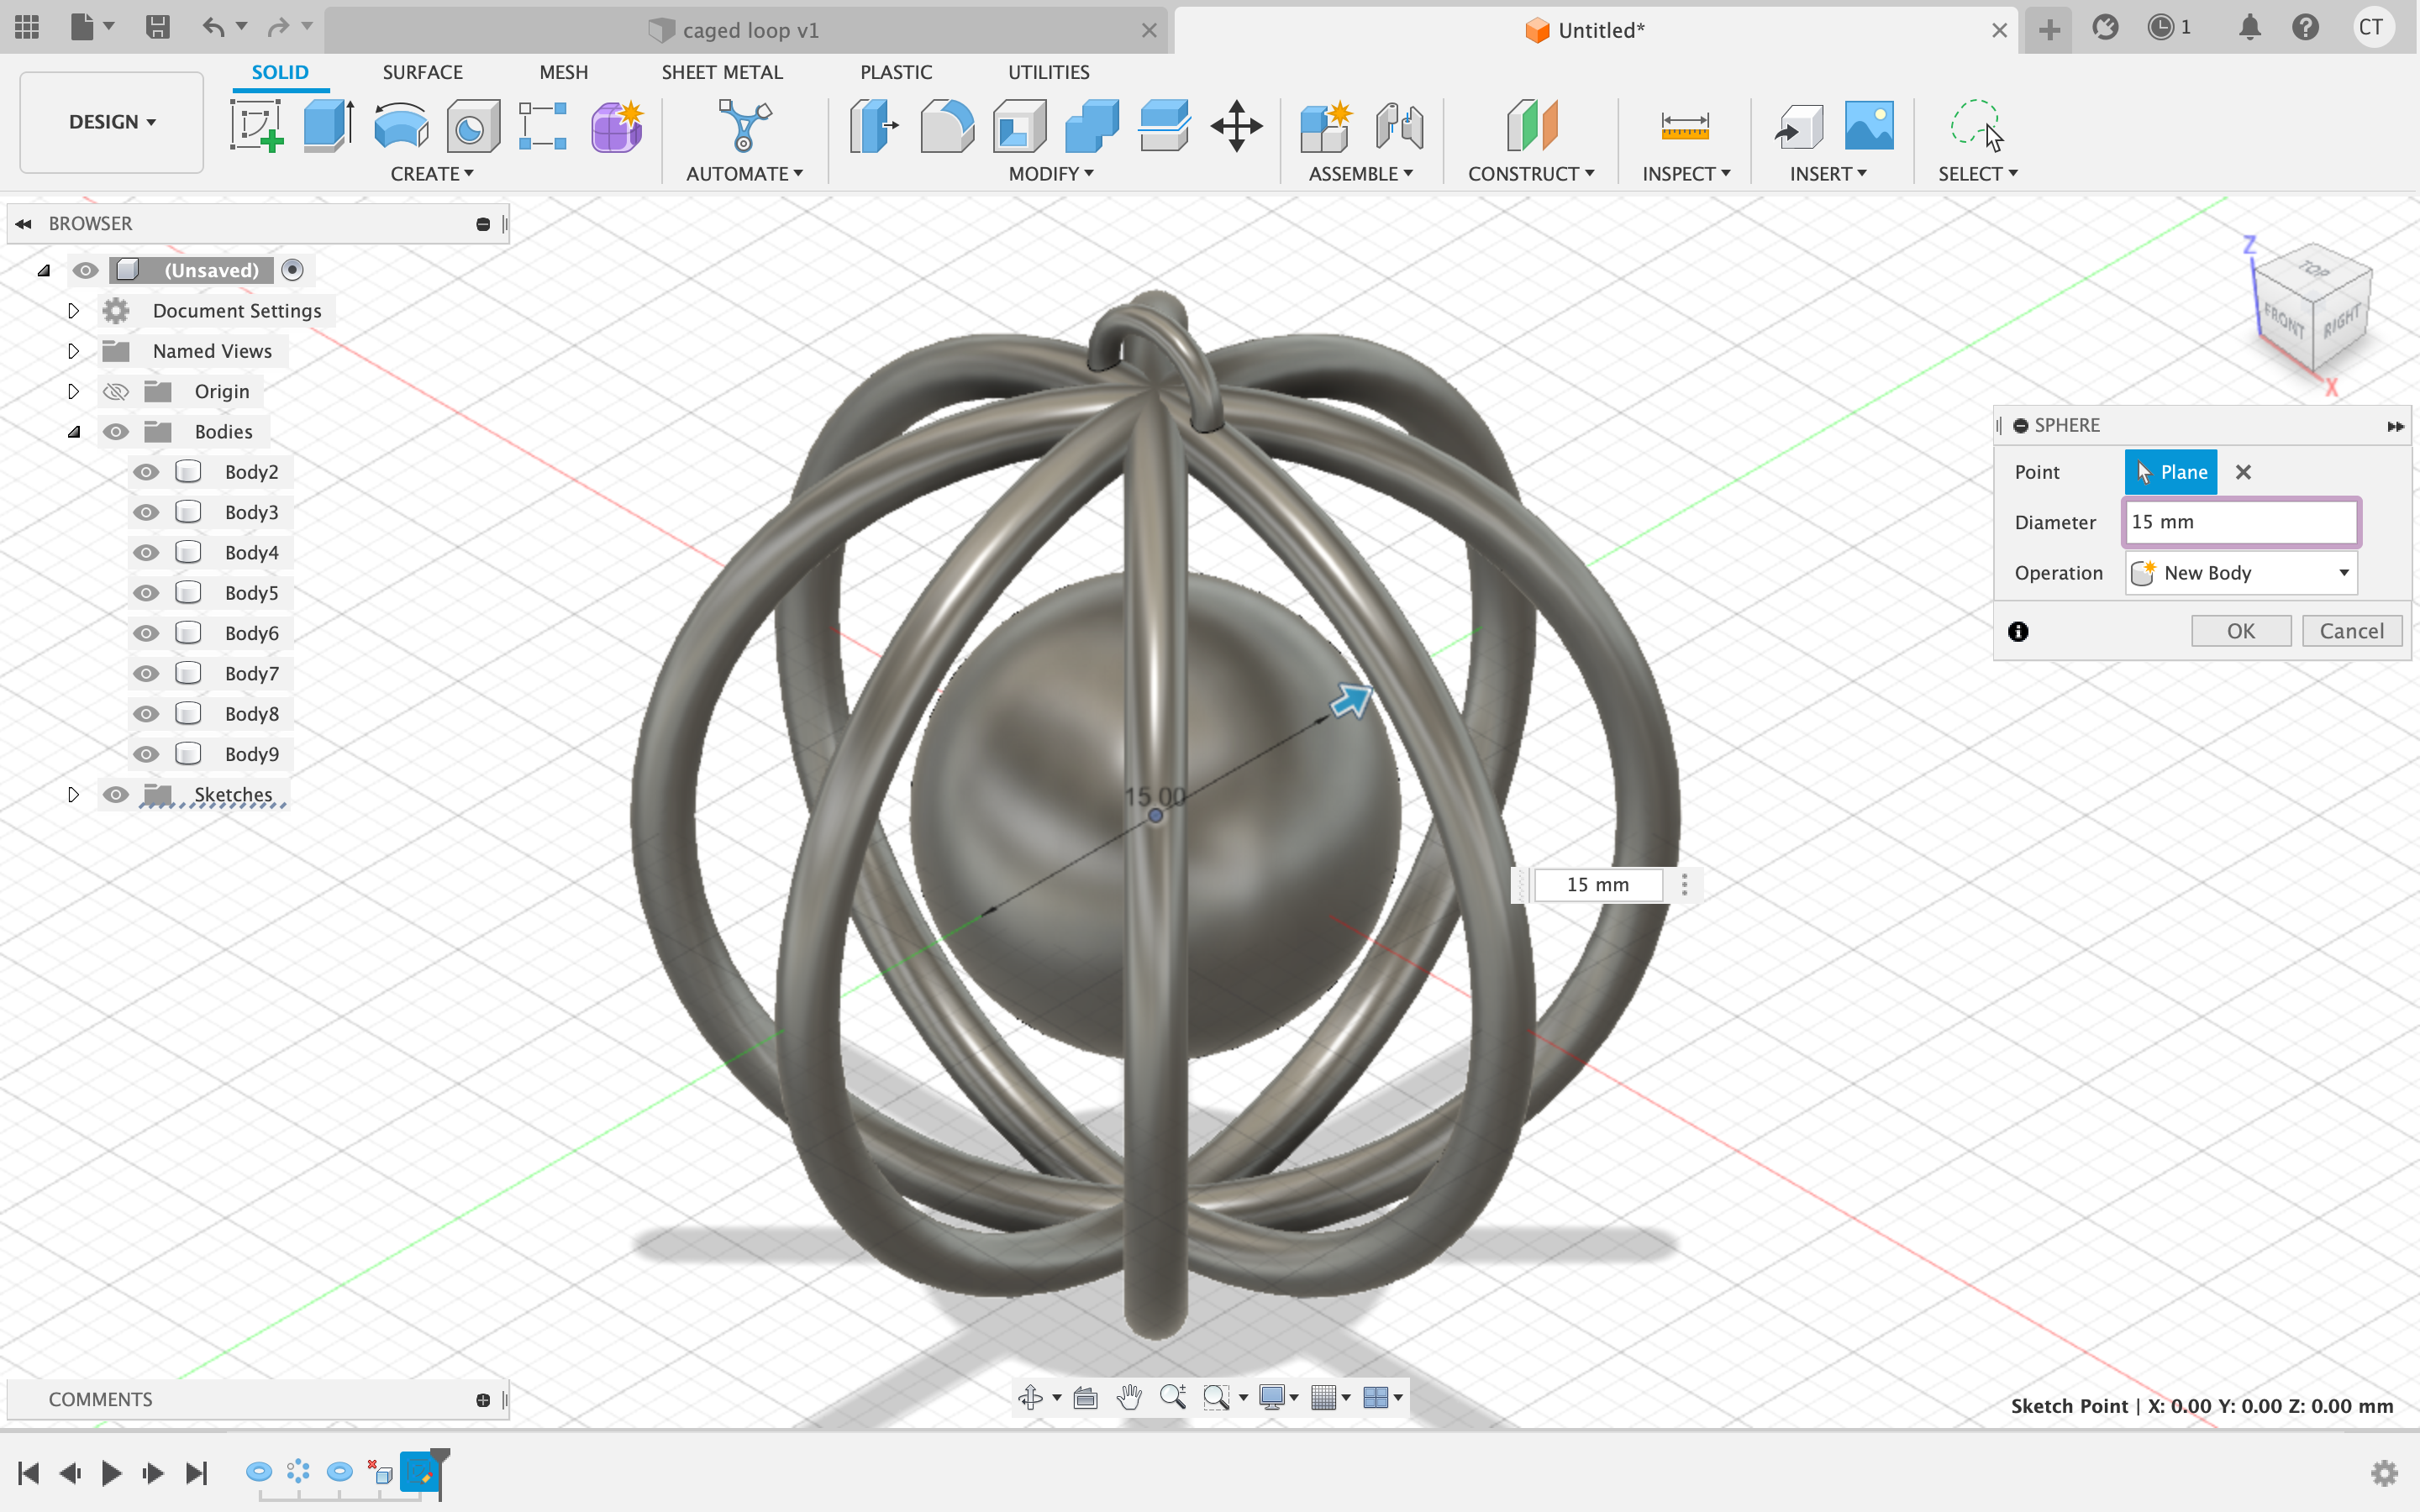 caged loop v1
Untitled*
1
CT
DESIGN
SOLID
SURFACE
MESH
SHEET METAL
PLASTIC
UTILITIES
CREATE
AUTOMATE
MODIFY
ASSEMBLE
CONSTRUCT
INSPECT
INSERT
SELECT
BROWSER
(Unsaved)
Document Settings
Named Views
Origin
Bodies
Body2
Body3
Body4
Body5
Body6
Body7
Body8
Body9
Sketches
Z
TOP
FRONT
RIGHT
X
SPHERE
Point
Plane
Diameter
15 mm
Operation
New Body
OK
Cancel
15.00
15 mm
COMMENTS
Sketch Point | X: 0.00 Y: 0.00 Z: 0.00 mm